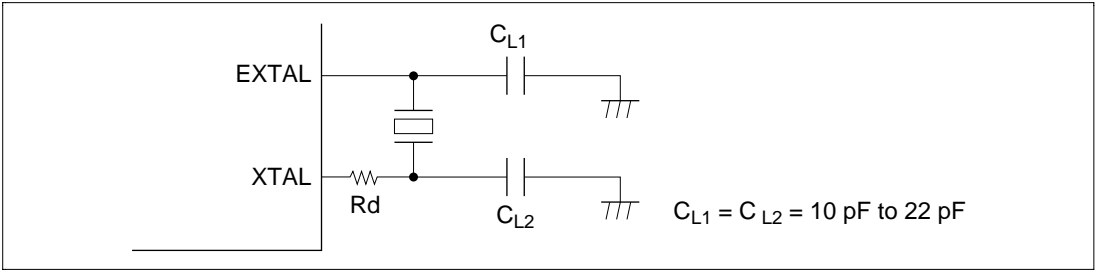 C_L1
EXTAL
XTAL
Rd
C_L2
C_L1 = C_L2 = 10 pF to 22 pF